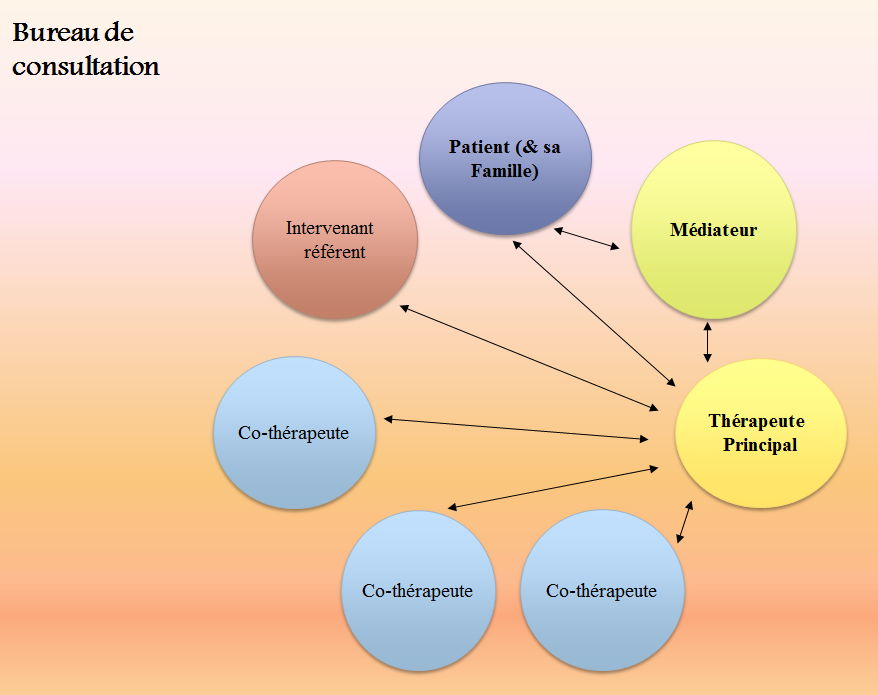 Bureau de
consultation
Patient (& sa
Famille)
Médiateur
Intervenant
référent
Thérapeute
Principal
Co-thérapeute
Co-thérapeute
Co-thérapeute